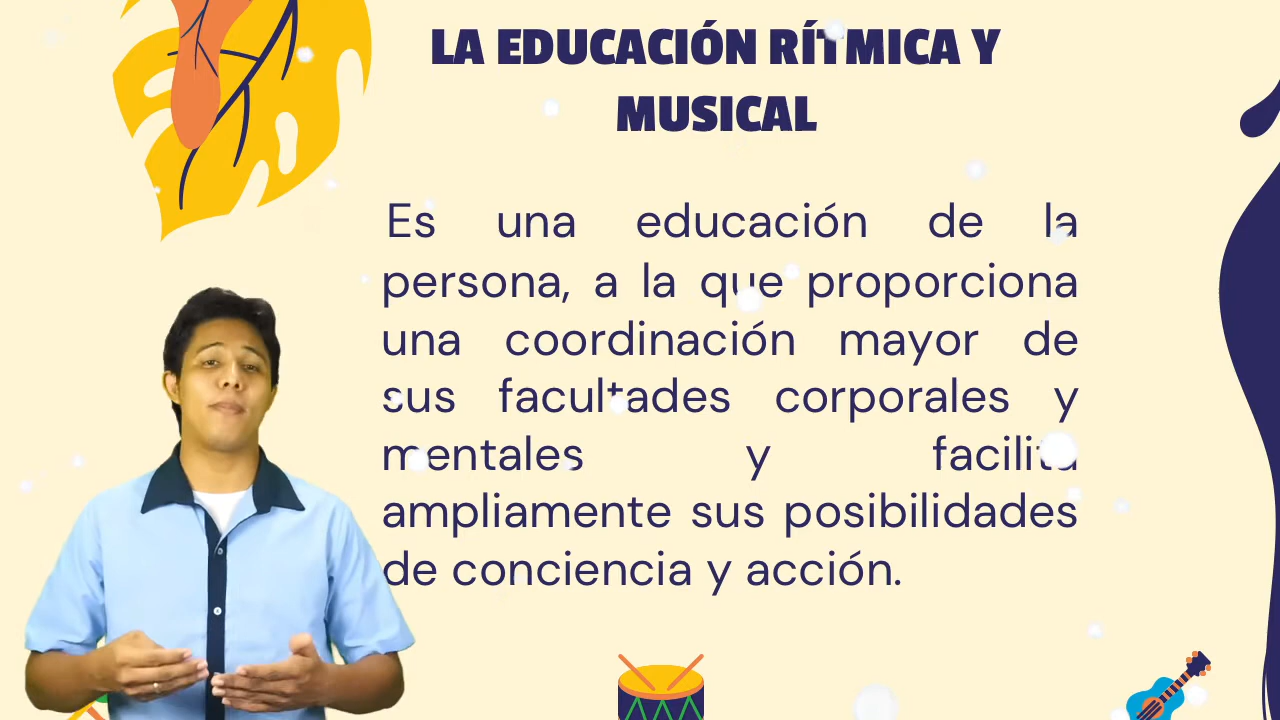 LA EDUCACIÓN RÍTMICA Y
MUSICAL
Es una educación de la
persona, a la que proporciona
una coordinación mayor de
sus facultades corporales y
mentales y facilita
ampliamente sus posibilidades
de conciencia y acción.